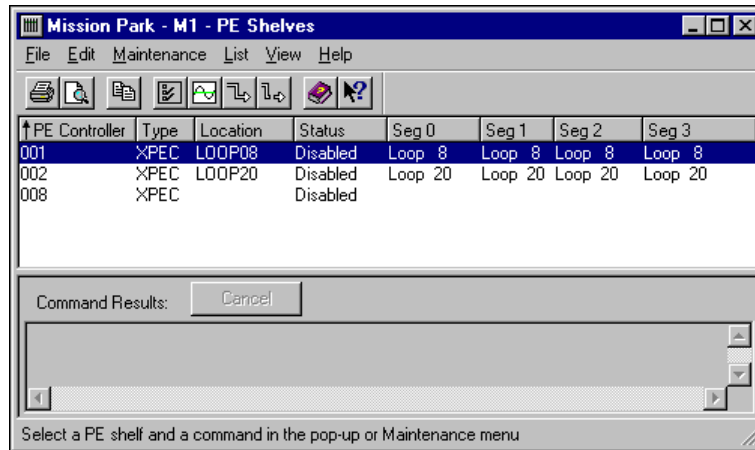 Mission Park - M1 - PE Shelves
File Edit Maintenance List View Help
PE Controller Type Location Status Seg 0 Seg 1 Seg 2 Seg 3
001 XPEC LOOP08 Disabled Loop 8 Loop 8 Loop 8 Loop 8
002 XPEC LOOP20 Disabled Loop 20 Loop 20 Loop 20 Loop 20
008 XPEC Disabled
Command Results: Cancel
Select a PE shelf and a command in the pop-up or Maintenance menu